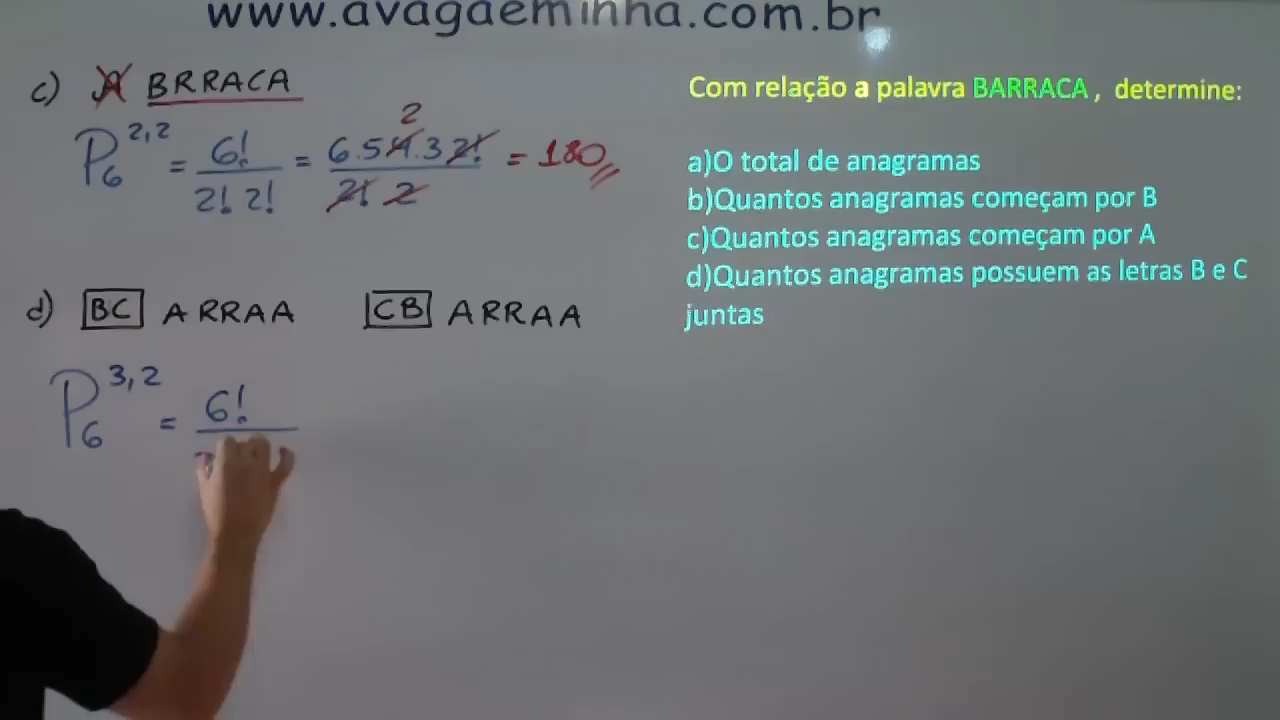 www.avagaeminha.com.br
c) A BRRACA
P₆^2,2 = 6!/2! 2! = 6.5 4.3 2!/2! 2 = 180
2
d) BC ARRAA CB ARRAA
P₆^3,2 = 6!
Com relação a palavra BARRACA , determine:
a)O total de anagramas
b)Quantos anagramas começam por B
c)Quantos anagramas começam por A
d)Quantos anagramas possuem as letras B e C
juntas